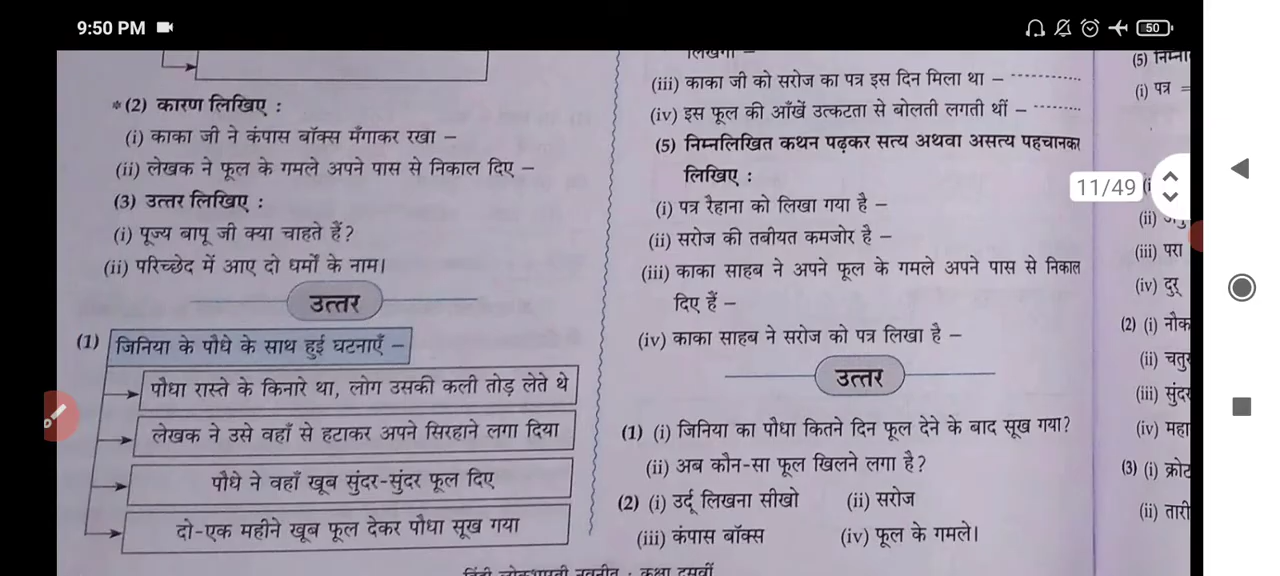 9:50 PM
50
*(2) कारण लिखिए :
(i) काका जी ने कंपास बॉक्स मँगाकर रखा –
(ii) लेखक ने फूल के गमले अपने पास से निकाल दिए –
(3) उत्तर लिखिए :
(i) पूज्य बापू जी क्या चाहते हैं?
(ii) परिच्छेद में आए दो धर्मों के नाम।
उत्तर
(1) जिनिया के पौधे के साथ हुई घटनाएँ –
पौधा रास्ते के किनारे था, लोग उसकी कली तोड़ लेते थे
लेखक ने उसे वहाँ से हटाकर अपने सिरहाने लगा दिया
पौधे ने वहाँ खूब सुंदर-सुंदर फूल दिए
दो-एक महीने खूब फूल देकर पौधा सूख गया
(iii) काका जी को सरोज का पत्र इस दिन मिला था – ----------
(iv) इस फूल की आँखें उत्कटता से बोलती लगती थीं – -------
(5) निम्नलिखित कथन पढ़कर सत्य अथवा असत्य पहचानका
लिखिए :
(i) पत्र रैहाना को लिखा गया है –
(ii) सरोज की तबीयत कमजोर है –
(iii) काका साहब ने अपने फूल के गमले अपने पास से निकाल
दिए हैं –
(iv) काका साहब ने सरोज को पत्र लिखा है –
उत्तर
(1) (i) जिनिया का पौधा कितने दिन फूल देने के बाद सूख गया?
(ii) अब कौन-सा फूल खिलने लगा है?
(2) (i) उर्दू लिखना सीखो (ii) सरोज
(iii) कंपास बॉक्स (iv) फूल के गमले।
(5)
(i) पत्र =
11/49
(ii)
(iii) परा
(iv) दुर्
(2) (i) नौक
(ii) चतुर
(iii) सुंदर
(iv) महा
(3) (i) क्रोट
(ii) तारी